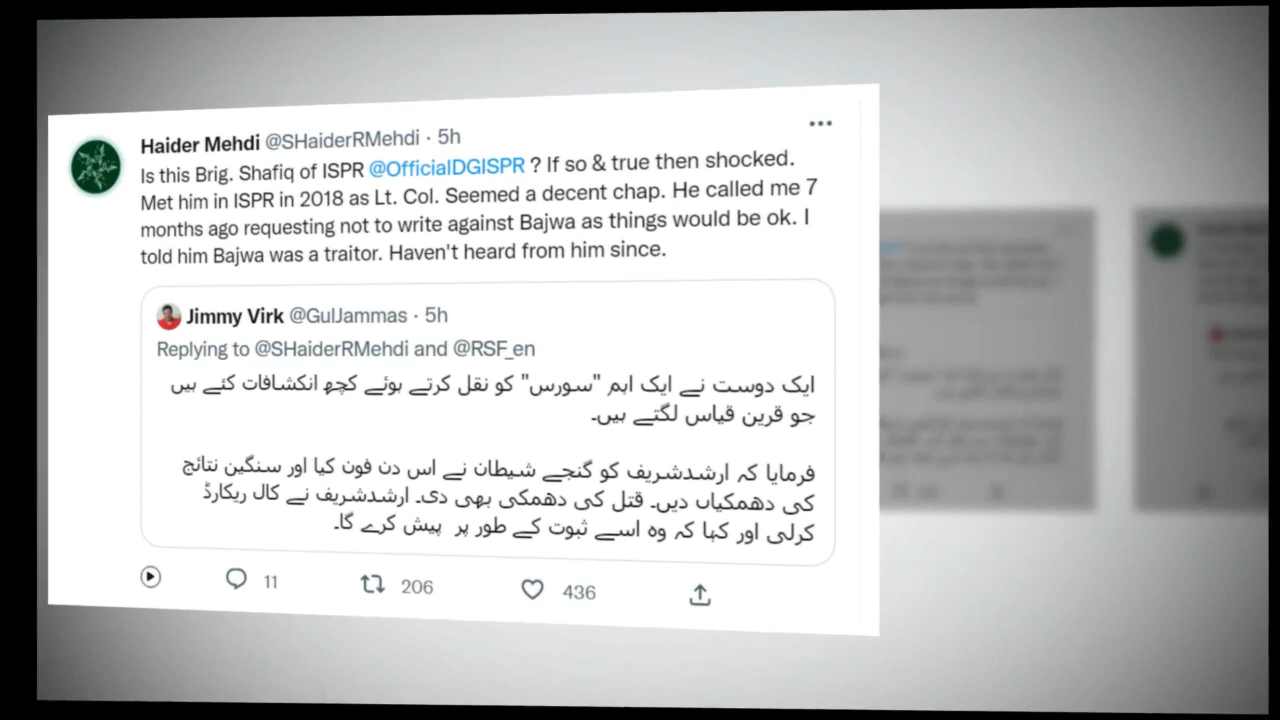 Haider Mehdi @SHaiderRMehdi · 5h
Is this Brig. Shafiq of ISPR @OfficialDGISPR ? If so & true then shocked.
Met him in ISPR in 2018 as Lt. Col. Seemed a decent chap. He called me 7
months ago requesting not to write against Bajwa as things would be ok. I
told him Bajwa was a traitor. Haven't heard from him since.
Jimmy Virk @GulJammas · 5h
Replying to @SHaiderRMehdi and @RSF_en
ایک دوست نے ایک اہم "سورس" کو نقل کرتے ہوئے کچھ انکشافات کئے ہیں
جو قرین قیاس لگتے ہیں۔
فرمایا کہ ارشدشریف کو گنجے شیطان نے اس دن فون کیا اور سنگین نتائج
کی دھمکیاں دیں۔ قتل کی دھمکی بھی دی۔ ارشدشریف نے کال ریکارڈ
کرلی اور کہا کہ وہ اسے ثبوت کے طور پر پیش کرے گا۔
11 206 436